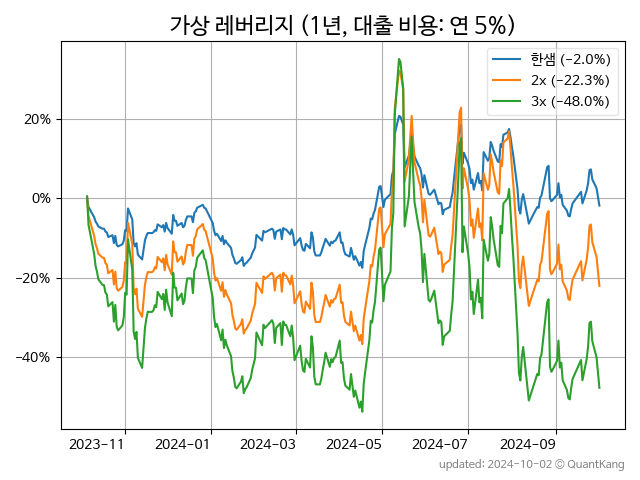 가상 레버리지 (1년, 대출 비용: 연 5%)
한샘 (−2.0%)
2x (−22.3%)
3x (−48.0%)
20%
0%
−20%
−40%
2023-11
2024-01
2024-03
2024-05
2024-07
2024-09
updated: 2024-10-02 © QuantKang